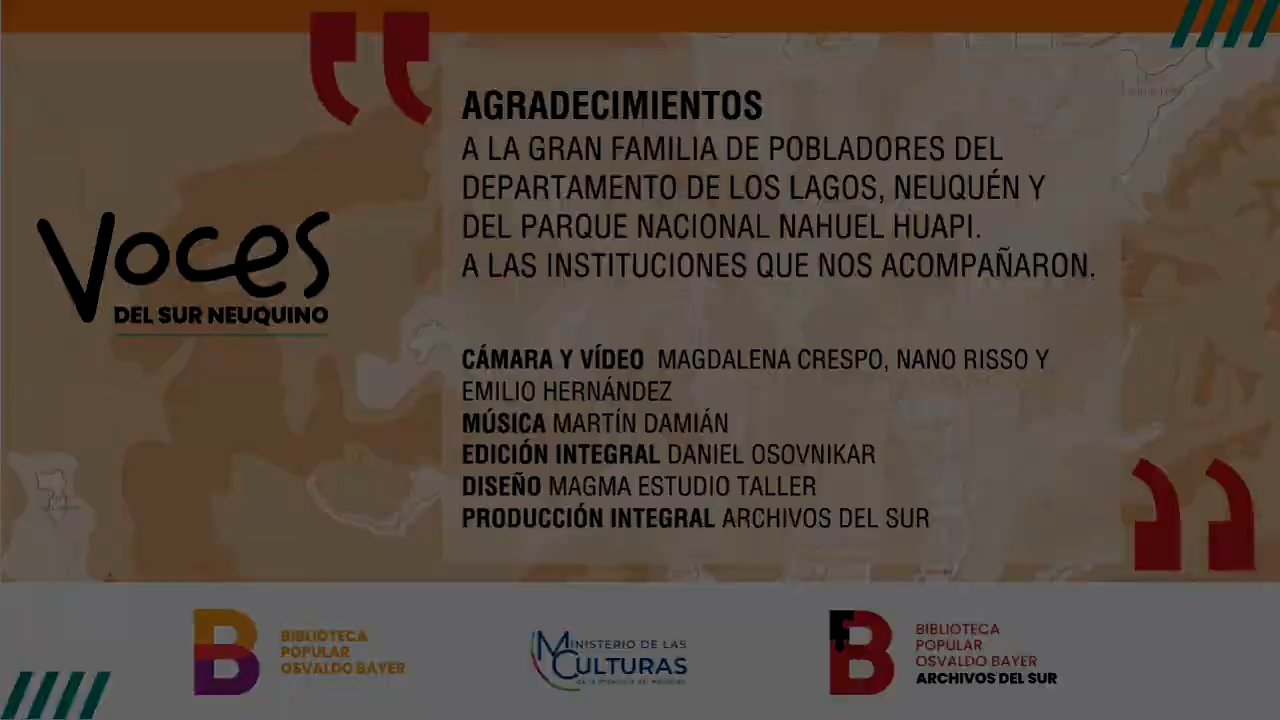 AGRADECIMIENTOS
A LA GRAN FAMILIA DE POBLADORES DEL
DEPARTAMENTO DE LOS LAGOS, NEUQUÉN Y
DEL PARQUE NACIONAL NAHUEL HUAPI.
A LAS INSTITUCIONES QUE NOS ACOMPAÑARON.
Voces
DEL SUR NEUQUINO
CÁMARA Y VÍDEO MAGDALENA CRESPO, NANO RISSO Y
EMILIO HERNÁNDEZ
MÚSICA MARTÍN DAMIÁN
EDICIÓN INTEGRAL DANIEL OSOVNIKAR
DISEÑO MAGMA ESTUDIO TALLER
PRODUCCIÓN INTEGRAL ARCHIVOS DEL SUR
B
BIBLIOTECA
POPULAR
OSVALDO BAYER
MINISTERIO DE LAS
CULTURAS
B
BIBLIOTECA
POPULAR
OSVALDO BAYER
ARCHIVOS DEL SUR